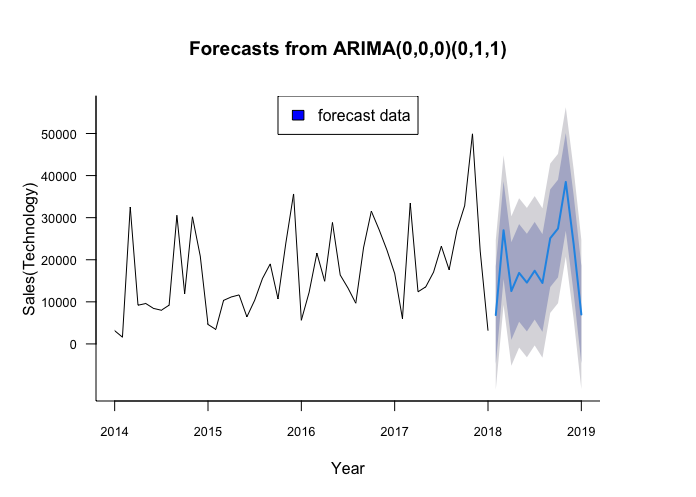 Forecasts from ARIMA(0,0,0)(0,1,1)
forecast data
Sales(Technology)
50000
40000
30000
20000
10000
0
2014 2015 2016 2017 2018 2019
Year